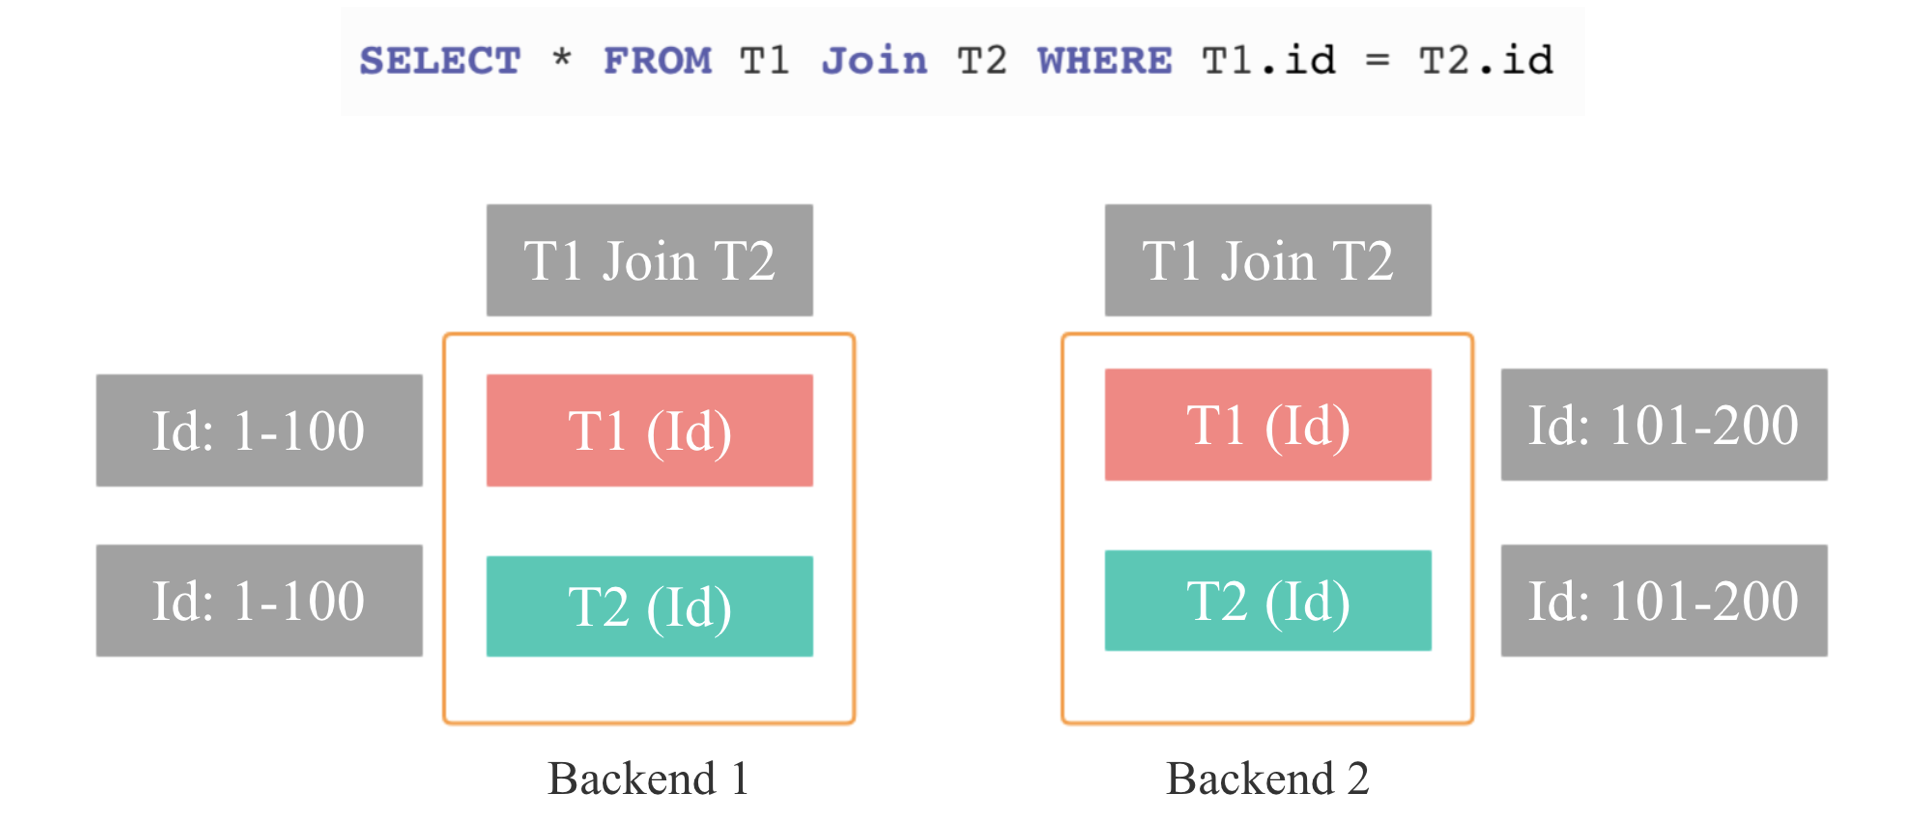 SELECT * FROM T1 Join T2 WHERE T1.id = T2.id
T1 Join T2
T1 Join T2
Id: 1-100
T1 (Id)
T1 (Id)
Id: 101-200
Id: 1-100
T2 (Id)
T2 (Id)
Id: 101-200
Backend 1
Backend 2